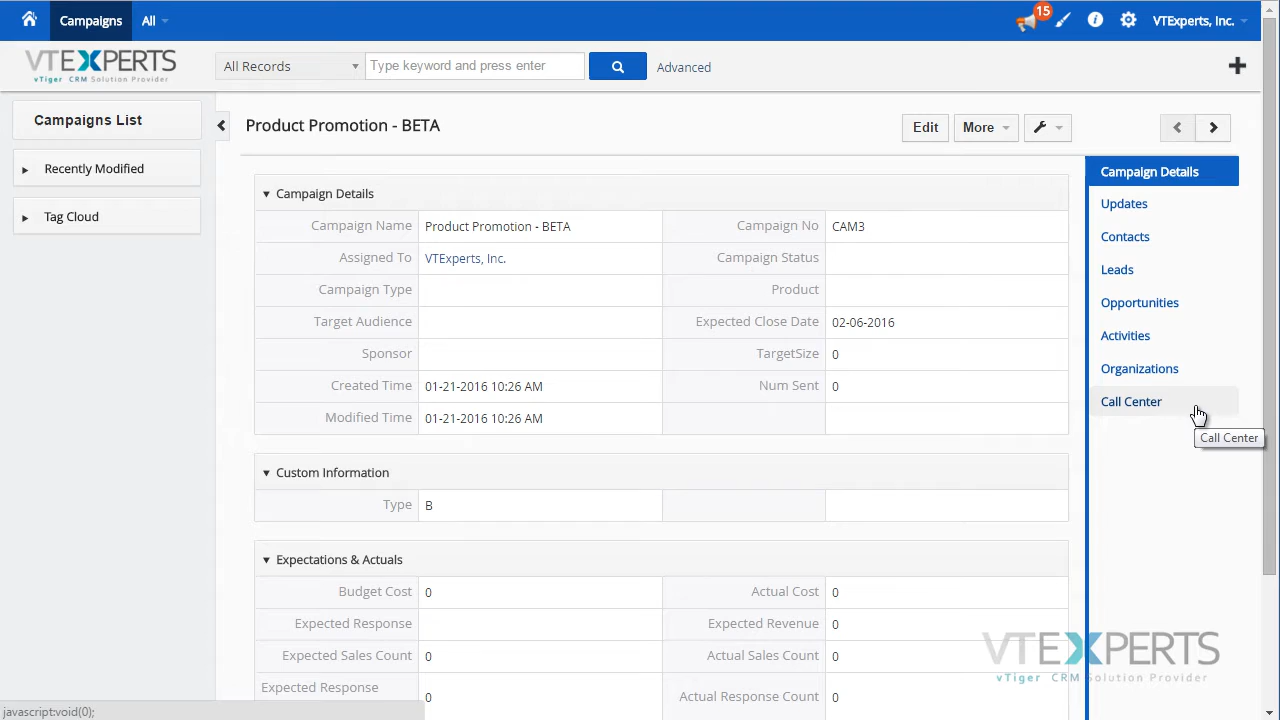 Campaigns All 15 VTExperts, Inc.
VTEXPERTS
vTiger CRM Solution Provider
All Records Type keyword and press enter Advanced
Campaigns List
Recently Modified
Tag Cloud
Product Promotion - BETA Edit More
Campaign Details
Campaign Name Product Promotion - BETA Campaign No CAM3
Assigned To VTExperts, Inc. Campaign Status
Campaign Type Product
Target Audience Expected Close Date 02-06-2016
Sponsor TargetSize 0
Created Time 01-21-2016 10:26 AM Num Sent 0
Modified Time 01-21-2016 10:26 AM
Custom Information
Type B
Expectations & Actuals
Budget Cost 0 Actual Cost 0
Expected Response Expected Revenue 0
Expected Sales Count 0 Actual Sales Count 0
Expected Response 0 Actual Response Count 0
Campaign Details
Updates
Contacts
Leads
Opportunities
Activities
Organizations
Call Center
Call Center
VTEXPERTS
vTiger CRM Solution Provider
javascript:void(0);